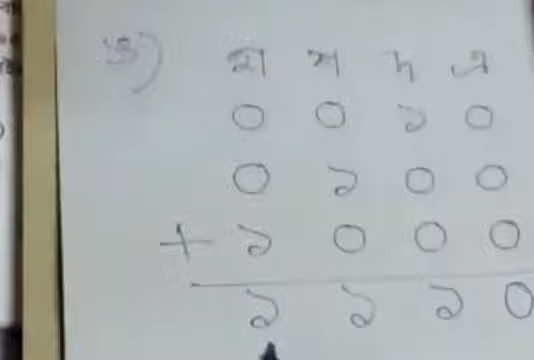 ঙ) হা শ দ এ
০ ০ ১ ০
০ ১ ০ ০
+ ১ ০ ০ ০
১ ১ ১ ০